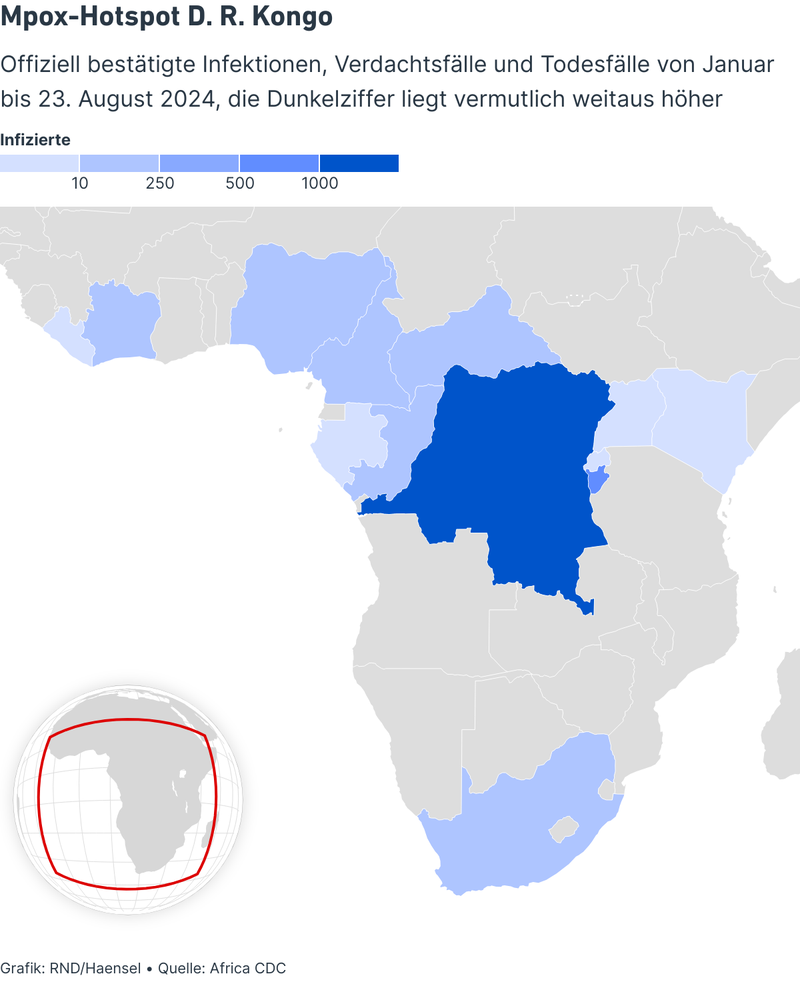 Mpox-Hotspot D. R. Kongo
Offiziell bestätigte Infektionen, Verdachtsfälle und Todesfälle von Januar
bis 23. August 2024, die Dunkelziffer liegt vermutlich weitaus höher
Infizierte
10 250 500 1000
Grafik: RND/Haensel • Quelle: Africa CDC